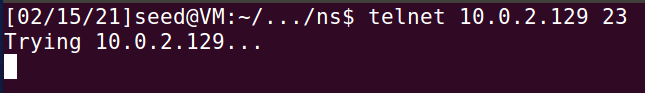 [02/15/21]seed@VM:~/.../ns$ telnet 10.0.2.129 23
Trying 10.0.2.129...